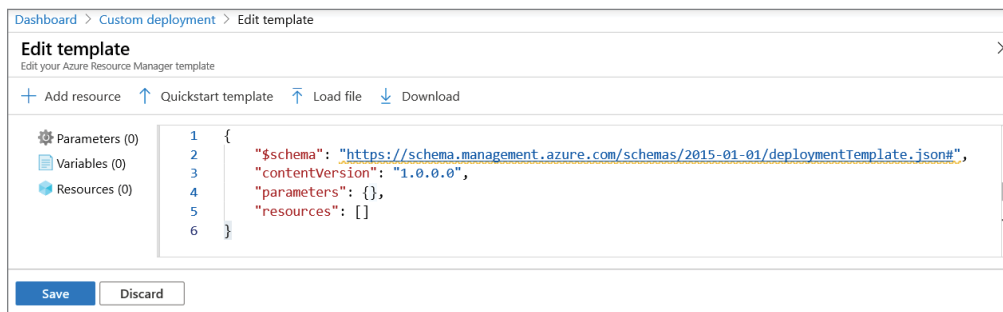 Dashboard > Custom deployment > Edit template
Edit template
Edit your Azure Resource Manager template
Add resource Quickstart template Load file Download
Parameters (0)
Variables (0)
Resources (0)
1 {
2 "$schema": "https://schema.management.azure.com/schemas/2015-01-01/deploymentTemplate.json#",
3 "contentVersion": "1.0.0.0",
4 "parameters": {},
5 "resources": []
6 }
Save Discard